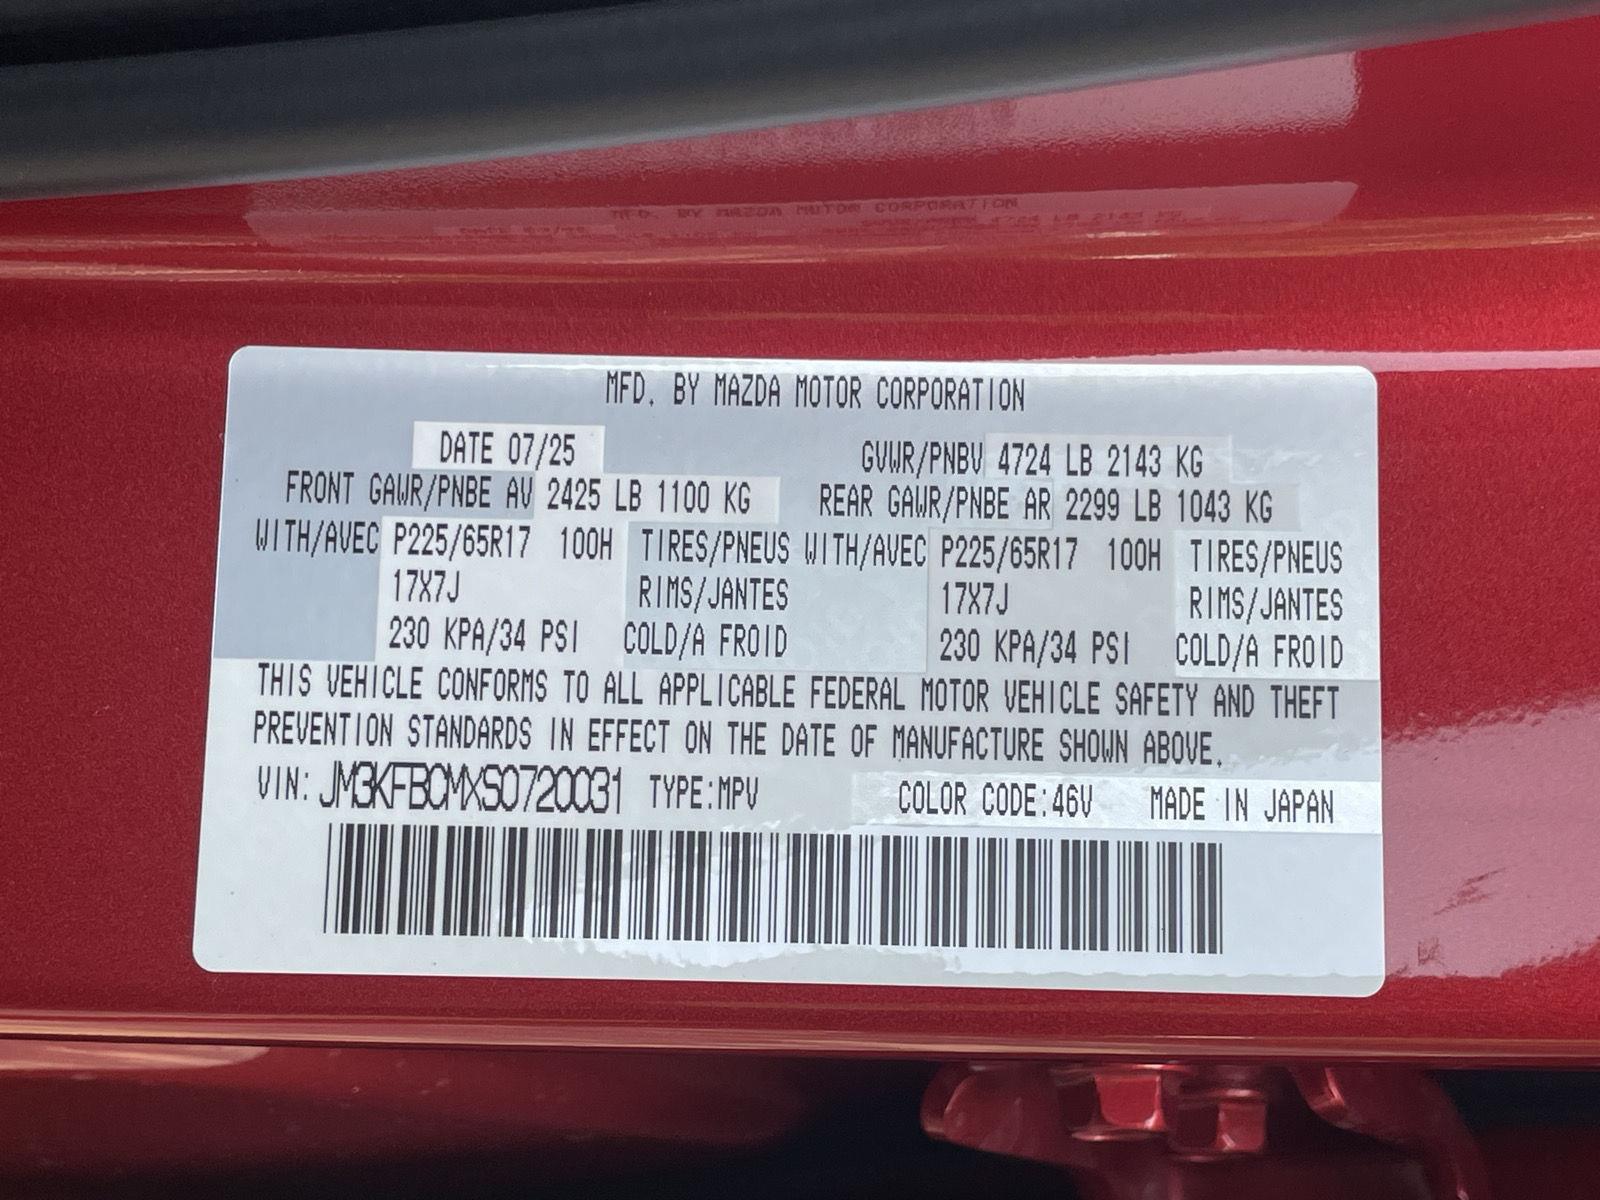 MFD. BY MAZDA MOTOR CORPORATION
DATE 07/25 GVWR/PNBV 4724 LB 2143 KG
FRONT GAWR/PNBE AV 2425 LB 1100 KG REAR GAWR/PNBE AR 2299 LB 1043 KG
WITH/AVEC P225/65R17 100H TIRES/PNEUS WITH/AVEC P225/65R17 100H TIRES/PNEUS
17X7J RIMS/JANTES 17X7J RIMS/JANTES
230 KPA/34 PSI COLD/A FROID 230 KPA/34 PSI COLD/A FROID
THIS VEHICLE CONFORMS TO ALL APPLICABLE FEDERAL MOTOR VEHICLE SAFETY AND THEFT
PREVENTION STANDARDS IN EFFECT ON THE DATE OF MANUFACTURE SHOWN ABOVE.
VIN: JM3KFBCMXS0720031 TYPE:MPV COLOR CODE:46V MADE IN JAPAN